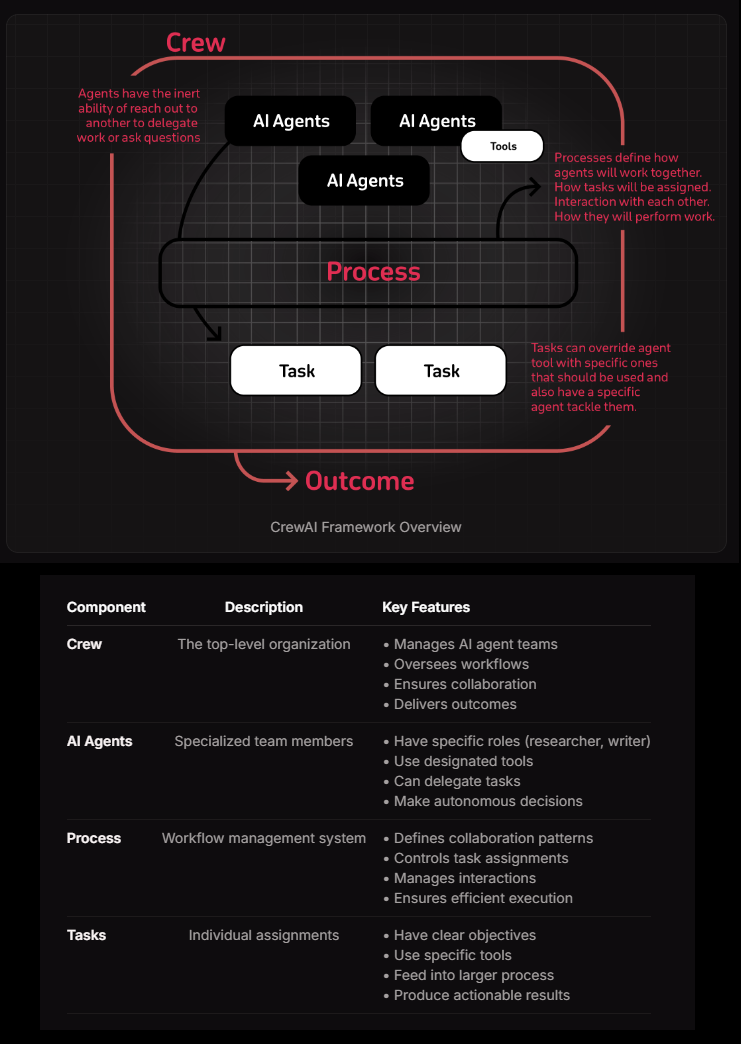 Crew
Agents have the inert
ability of reach out to
another to delegate
work or ask questions
AI Agents
AI Agents
Tools
AI Agents
Processes define how
agents will work together.
How tasks will be assigned.
Interaction with each other.
How they will perform work.
Process
Task
Task
Tasks can override agent
tool with specific ones
that should be used and
also have a specific
agent tackle them.
Outcome
CrewAI Framework Overview
Component Description Key Features
Crew The top-level organization • Manages AI agent teams
• Oversees workflows
• Ensures collaboration
• Delivers outcomes
AI Agents Specialized team members • Have specific roles (researcher, writer)
• Use designated tools
• Can delegate tasks
• Make autonomous decisions
Process Workflow management system • Defines collaboration patterns
• Controls task assignments
• Manages interactions
• Ensures efficient execution
Tasks Individual assignments • Have clear objectives
• Use specific tools
• Feed into larger process
• Produce actionable results